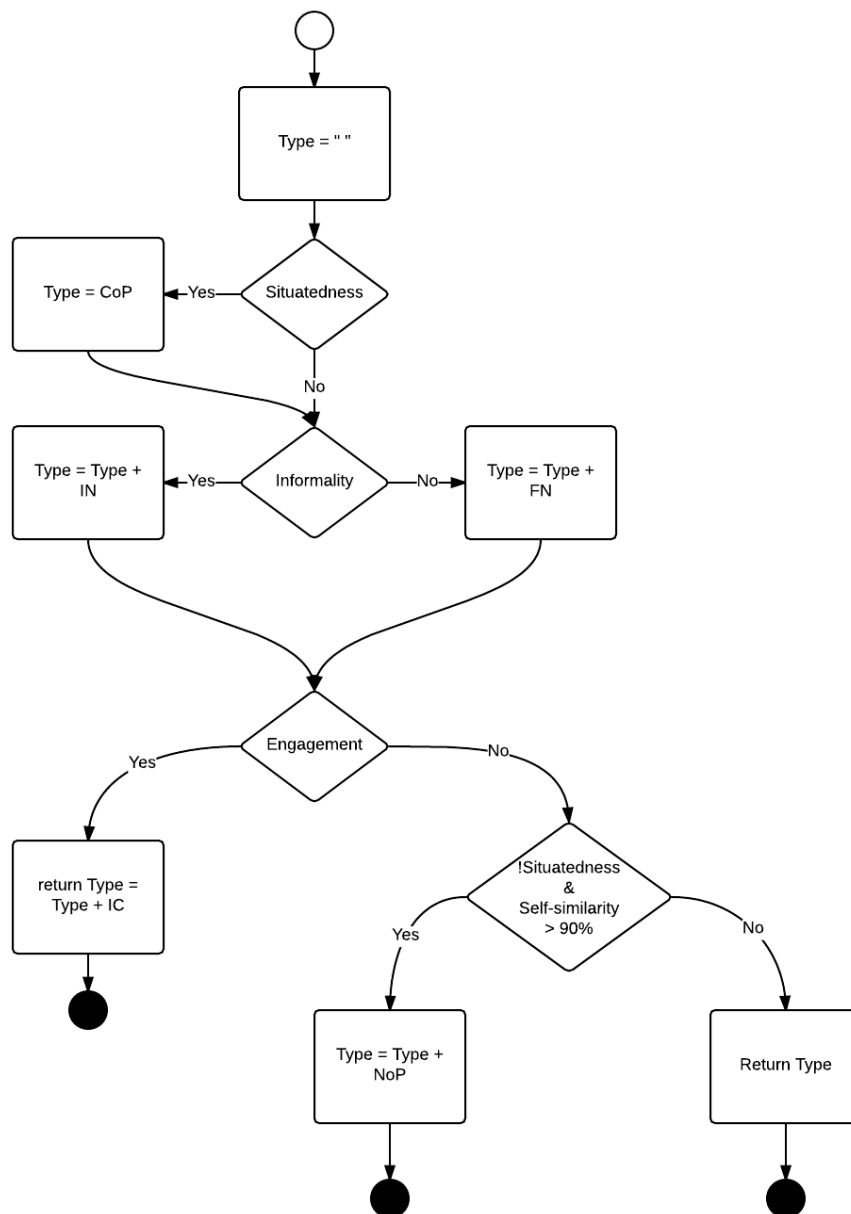 Type = " "
Type = CoP
Yes
Situatedness
No
Type = Type +
IN
Yes
Informality
No
Type = Type +
FN
Engagement
Yes
No
return Type =
Type + IC
!Situatedness
&
Self-similarity
> 90%
Yes
No
Type = Type +
NoP
Return Type